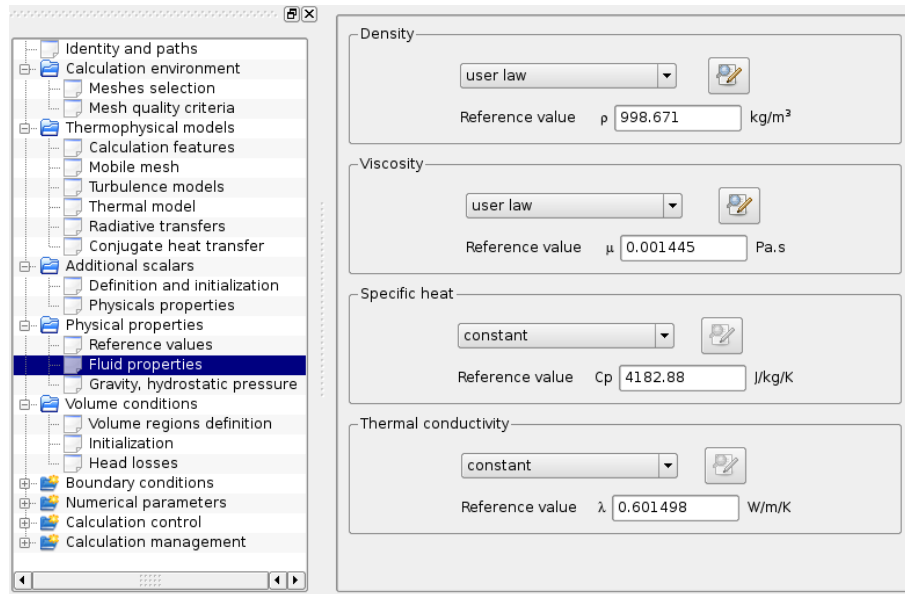 Identity and paths
Calculation environment
Meshes selection
Mesh quality criteria
Thermophysical models
Calculation features
Mobile mesh
Turbulence models
Thermal model
Radiative transfers
Conjugate heat transfer
Additional scalars
Definition and initialization
Physicals properties
Physical properties
Reference values
Fluid properties
Gravity, hydrostatic pressure
Volume conditions
Volume regions definition
Initialization
Head losses
Boundary conditions
Numerical parameters
Calculation control
Calculation management
Density
user law
Reference value ρ 998.671 kg/m³
Viscosity
user law
Reference value μ 0.001445 Pa.s
Specific heat
constant
Reference value Cp 4182.88 J/kg/K
Thermal conductivity
constant
Reference value λ 0.601498 W/m/K